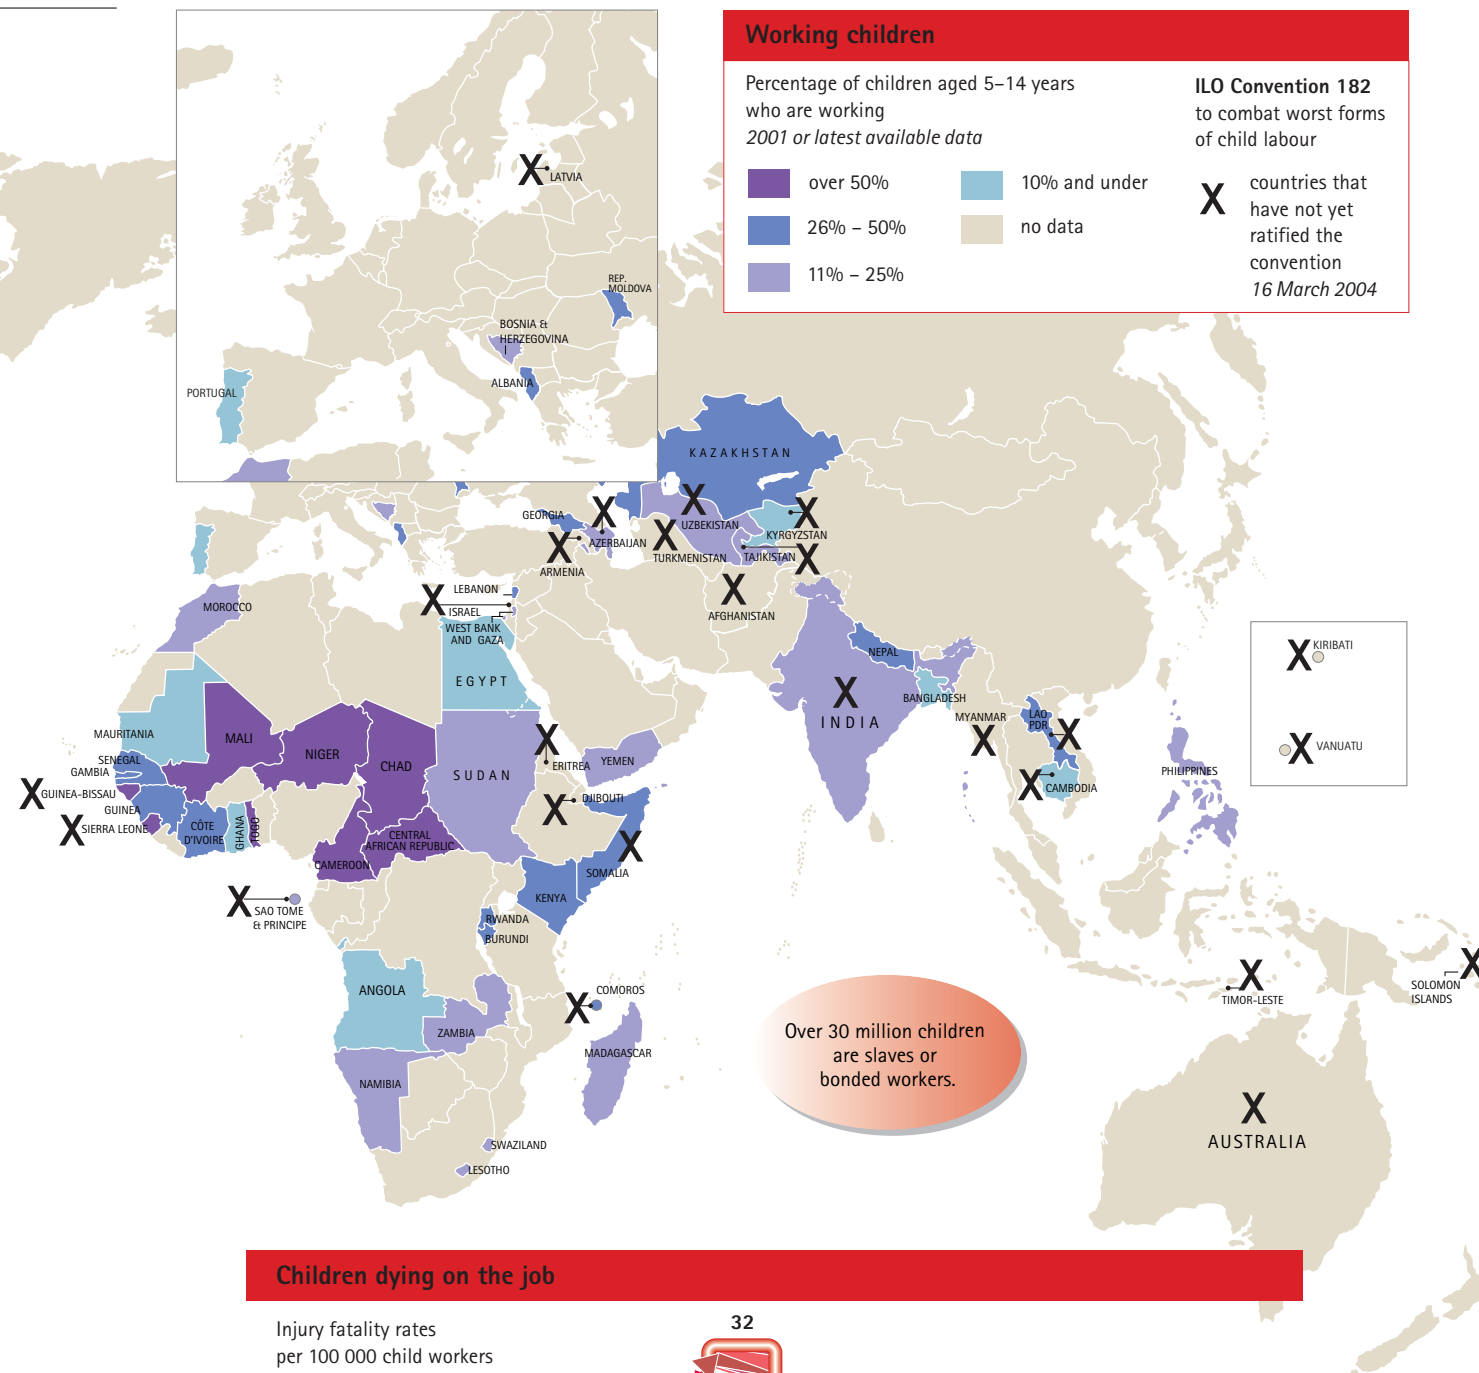 Working children
Percentage of children aged 5–14 years
who are working
2001 or latest available data
over 50%
26% – 50%
11% – 25%
10% and under
no data
ILO Convention 182
to combat worst forms
of child labour
X
countries that
have not yet
ratified the
convention
16 March 2004
X
LATVIA
REP.
MOLDOVA
BOSNIA &
HERZEGOVINA
ALBANIA
PORTUGAL
KAZAKHSTAN
GEORGIA
X
AZERBAIJAN
X
ARMENIA
X
UZBEKISTAN
X
TURKMENISTAN
X
KYRGYZSTAN
X
TAJIKISTAN
X
AFGHANISTAN
LEBANON
X
ISRAEL
WEST BANK
AND GAZA
MOROCCO
EGYPT
NEPAL
BANGLADESH
X
INDIA
MYANMAR
X
LAO
PDR
X
X
CAMBODIA
PHILIPPINES
X
KIRIBATI
X
VANUATU
MAURITANIA
MALI
NIGER
CHAD
SUDAN
X
ERITREA
YEMEN
SENEGAL
GAMBIA
X
GUINEA-BISSAU
GUINEA
X
SIERRA LEONE
CÔTE
D'IVOIRE
GHANA
TOGO
CENTRAL
AFRICAN REPUBLIC
CAMEROON
X
DJIBOUTI
X
SOMALIA
KENYA
X
SAO TOME
& PRINCIPE
RWANDA
BURUNDI
ANGOLA
ZAMBIA
X
COMOROS
MADAGASCAR
NAMIBIA
SWAZILAND
LESOTHO
Over 30 million children
are slaves or
bonded workers.
X
TIMOR-LESTE
X
SOLOMON
ISLANDS
X
AUSTRALIA
Children dying on the job
Injury fatality rates
per 100 000 child workers
32